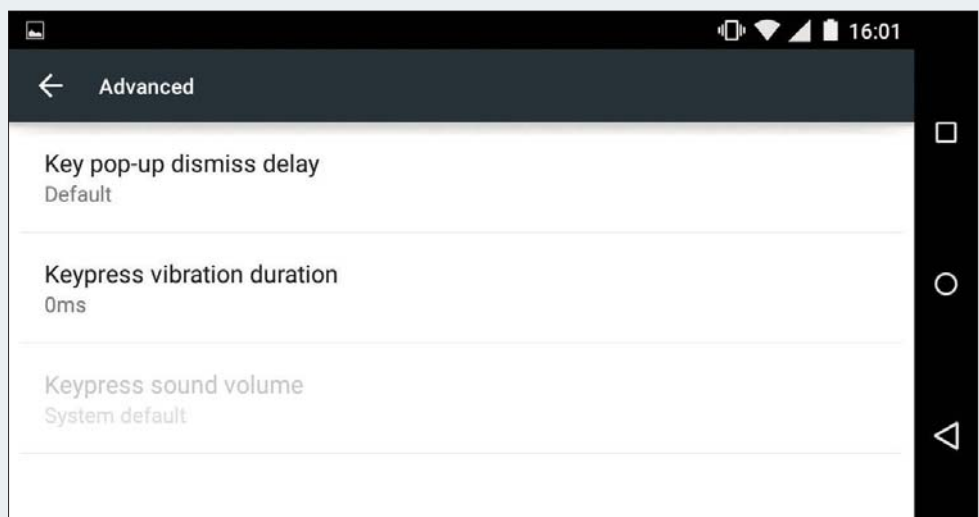 16:01
Advanced
Key pop-up dismiss delay
Default
Keypress vibration duration
0ms
Keypress sound volume
System default